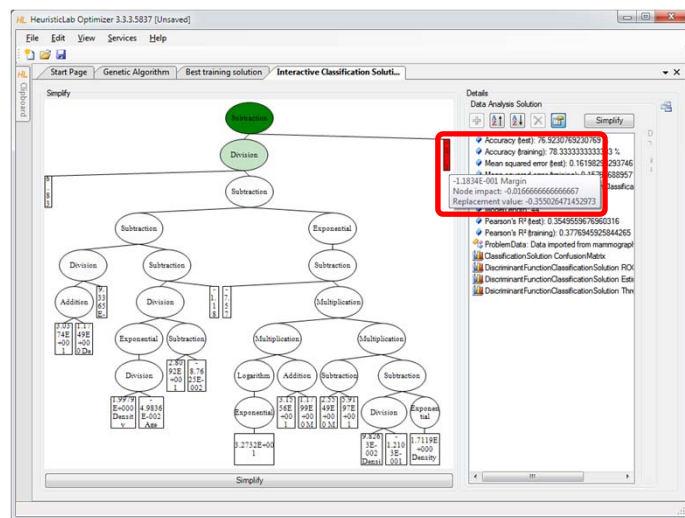 HeuristicLab Optimizer 3.3.3.5837 [Unsaved]
File Edit View Services Help
Start Page Genetic Algorithm Best training solution Interactive Classification Soluti...
Clipboard
Simplify
Details
Data Analysis Solution
Simplify
Accuracy (test): 76.9230769230769
Accuracy (training): 78.3333333333333 %
Mean squared error (test): 0.16198293293746
-1.1834E-001 Margin
Node impact: -0.0166666666666667
Replacement value: -0.355026471452973
Pearson's R² (test): 0.3549559676960316
Pearson's R² (training): 0.3776945925844265
ProblemData: Data imported from mammograph
ClassificationSolution ConfusionMatrix
DiscriminantFunctionClassificationSolution ROC
DiscriminantFunctionClassificationSolution Esti
DiscriminantFunctionClassificationSolution Thre
Subtraction
Division
Subtraction
Subtraction Exponential
Division Subtraction Subtraction
Addition Division Multiplication
Exponential Subtraction Multiplication Multiplication
Division Logarithm Addition Subtraction Subtraction
Exponential Division Exponential
3.2732E+001
1.7119E+000 Density
Simplify